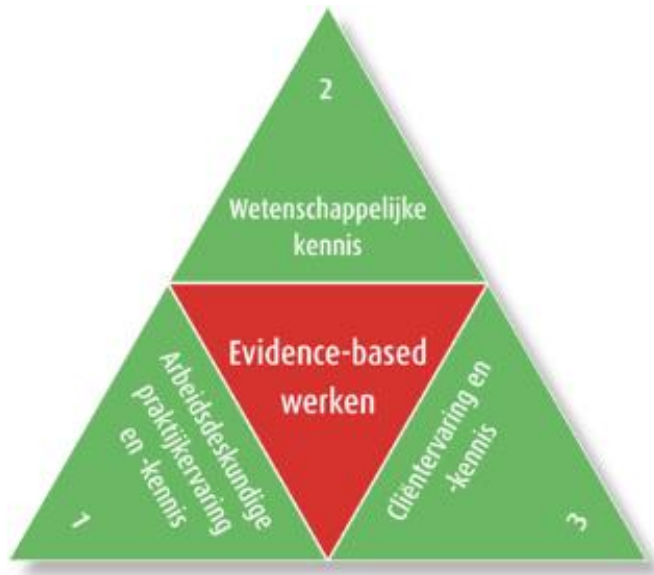 2
Wetenschappelijke
kennis
Evidence-based
werken
Arbeidsdeskundige
praktijkervaring
en -kennis
1
Cliëntervaring en
-kennis
3